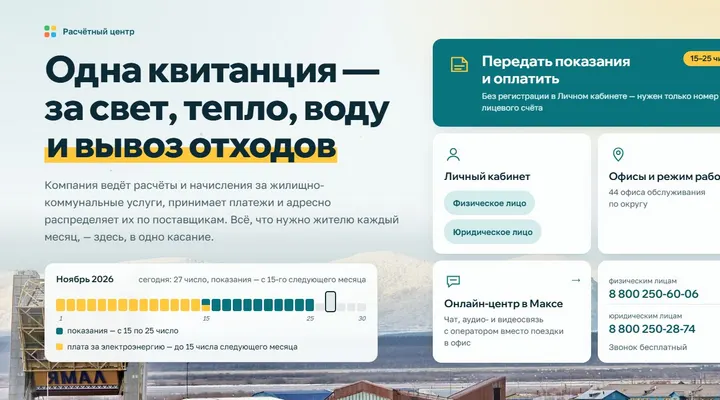 Расчётный центр
Одна квитанция —
за свет, тепло, воду
и вывоз отходов
Компания ведёт расчёты и начисления за жилищно-
коммунальные услуги, принимает платежи и адресно
распределяет их по поставщикам. Всё, что нужно жителю каждый
месяц, — здесь, в одно касание.
Ноябрь 2026
сегодня: 27 число, показания — с 15-го следующего месяца
1
15
25
30
показания — с 15 по 25 число
плата за электроэнергию — до 15 числа следующего месяца
ЯМАЛ
Передать показания
и оплатить
15–25
Без регистрации в Личном кабинете — нужен только номер
лицевого счёта
Личный кабинет
Физическое лицо
Юридическое лицо
Офисы и режим
44 офиса обслуживания
по округу
→
Онлайн-центр в Максе
Чат, аудио- и видеосвязь
с оператором вместо поездки
в офис
физическим лицам
8 800 250-60-06
юридическим лицам
8 800 250-28-74
Звонок бесплатный